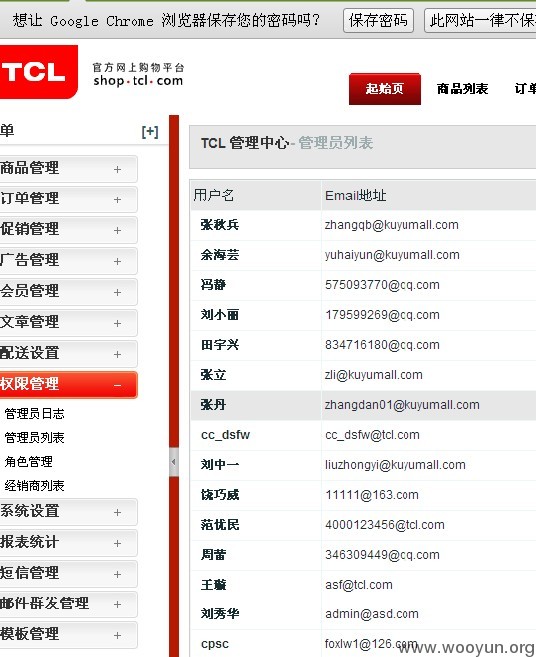 想让 Google Chrome 浏览器保存您的密码吗？ 保存密码 此网站一律不保
TCL 官方网上购物平台
shop·tcl·com
起始页 商品列表 订
单 [+]
TCL 管理中心 - 管理员列表
商品管理 +
订单管理 +
促销管理 +
广告管理 +
会员管理 +
文章管理 +
配送设置 +
权限管理 －
管理员日志
管理员列表
角色管理
经销商列表
系统设置 +
报表统计 +
短信管理 +
邮件群发管理 +
模板管理 +
用户名 Email地址
张秋兵 zhangqb@kuyumall.com
余海芸 yuhaiyun@kuyumall.com
冯静 575093770@qq.com
刘小丽 179599269@qq.com
田宇兴 834716180@qq.com
张立 zli@kuyumall.com
张丹 zhangdan01@kuyumall.com
cc_dsfw cc_dsfw@tcl.com
刘中一 liuzhongyi@kuyumall.com
饶巧威 11111@163.com
范优民 4000123456@tcl.com
周蕾 346309449@qq.com
王璇 asf@tcl.com
刘秀华 admin@asd.com
cpsc foxlw1@126.com
www.wooyun.org